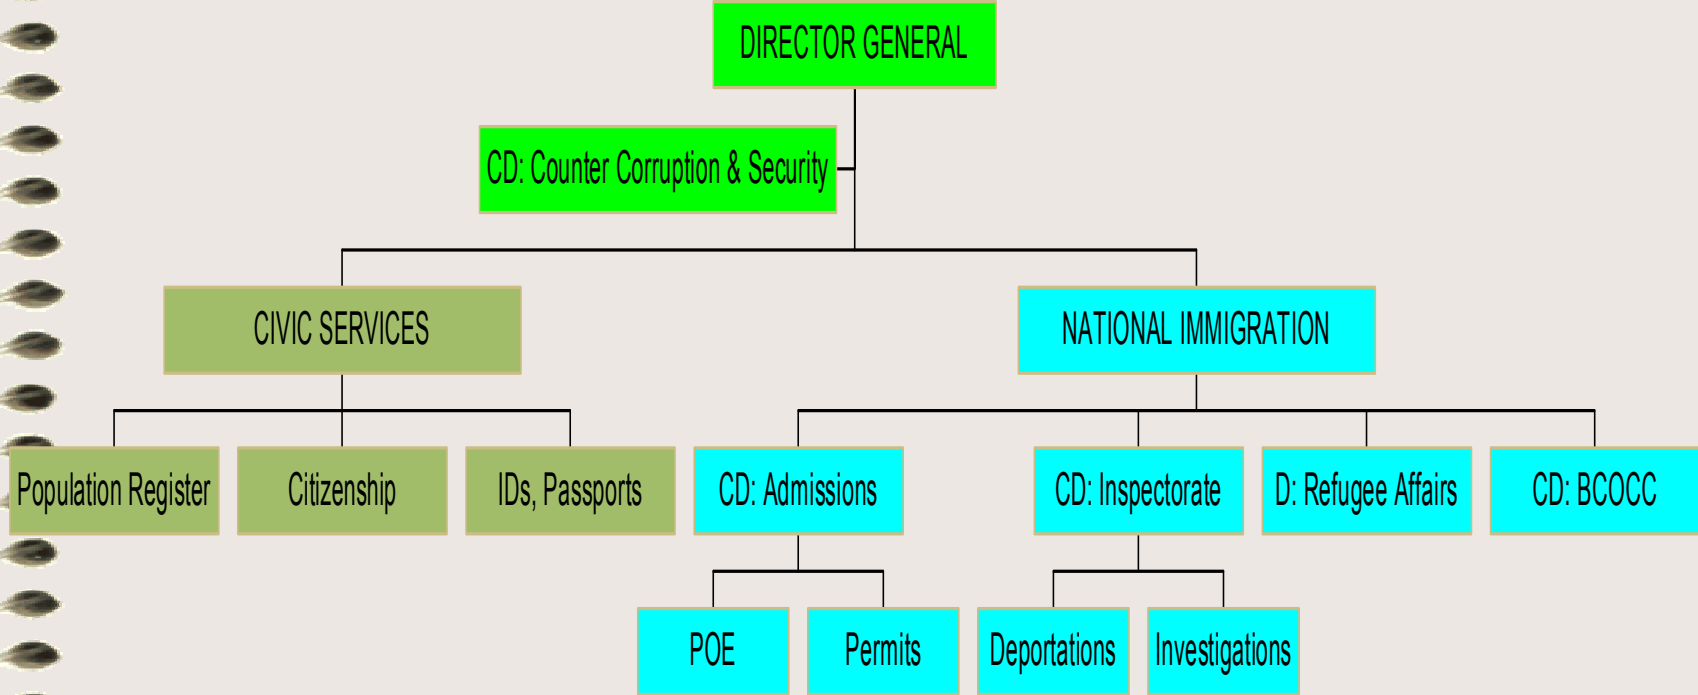 DIRECTOR GENERAL
CD: Counter Corruption & Security
CIVIC SERVICES
NATIONAL IMMIGRATION
Population Register
Citizenship
IDs, Passports
CD: Admissions
CD: Inspectorate
D: Refugee Affairs
CD: BCOCC
POE
Permits
Deportations
Investigations